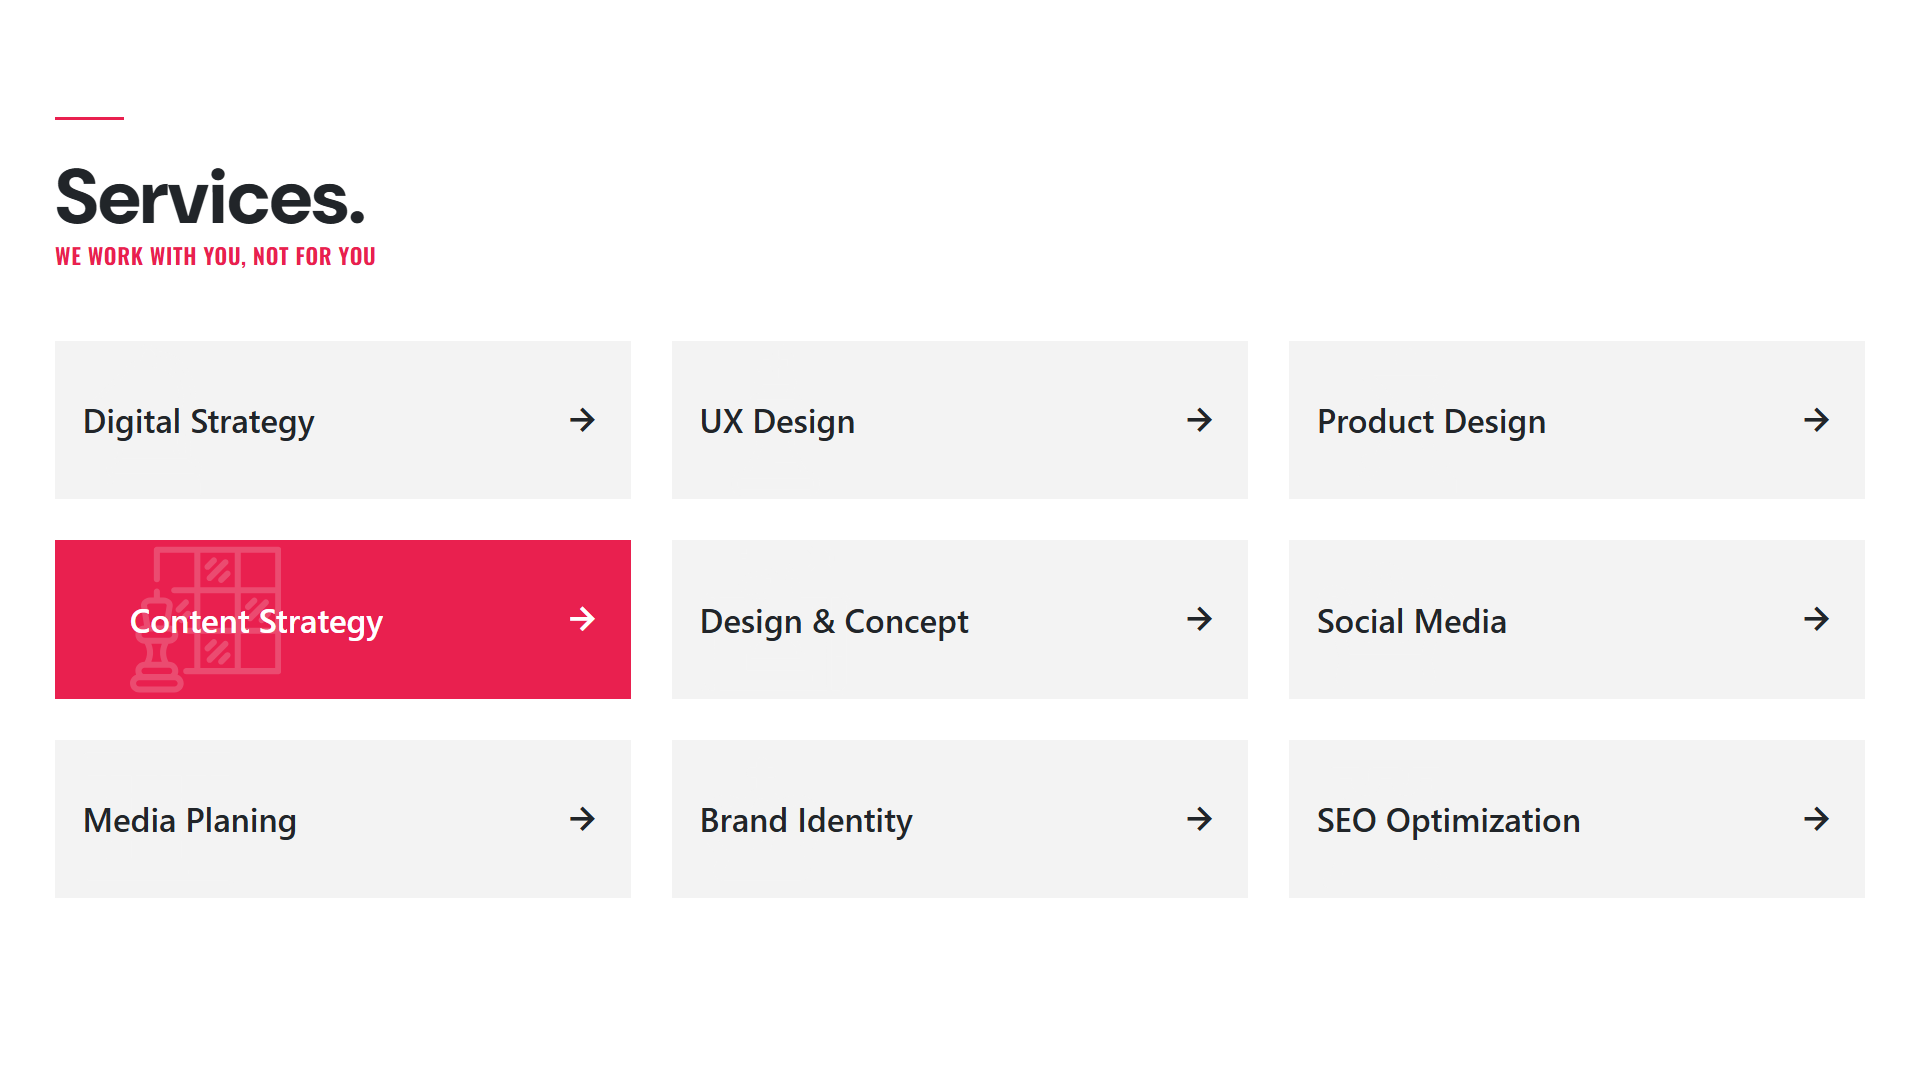 Services.
WE WORK WITH YOU, NOT FOR YOU
Digital Strategy
UX Design
Product Design
Content Strategy
Design & Concept
Social Media
Media Planing
Brand Identity
SEO Optimization